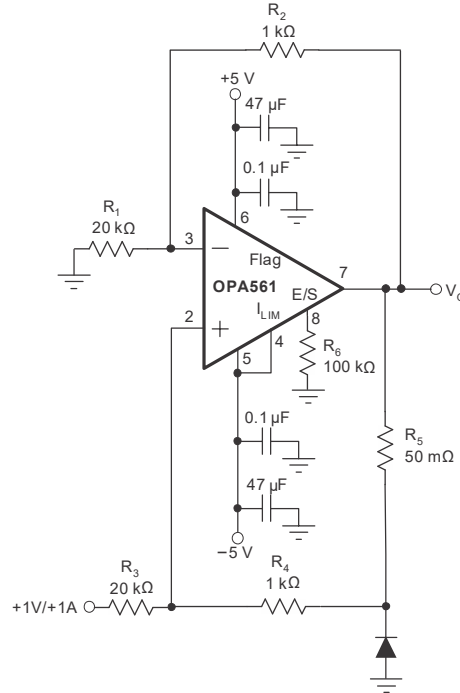 R2
1 kΩ
+5 V
47 µF
0.1 µF
R1
20 kΩ
6
3
−
Flag
7
OPA561
VO
E/S
ILIM
8
2
+
4
5
R6
100 kΩ
0.1 µF
R5
50 mΩ
47 µF
−5 V
R3
20 kΩ
R4
1 kΩ
+1V/+1A